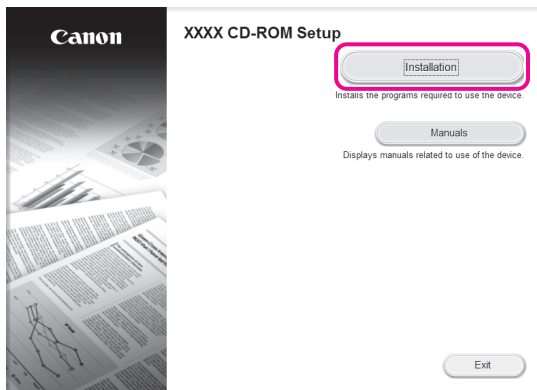 Canon
XXXX CD-ROM Setup
Installation
Installs the programs required to use the device.
Manuals
Displays manuals related to use of the device.
Exit